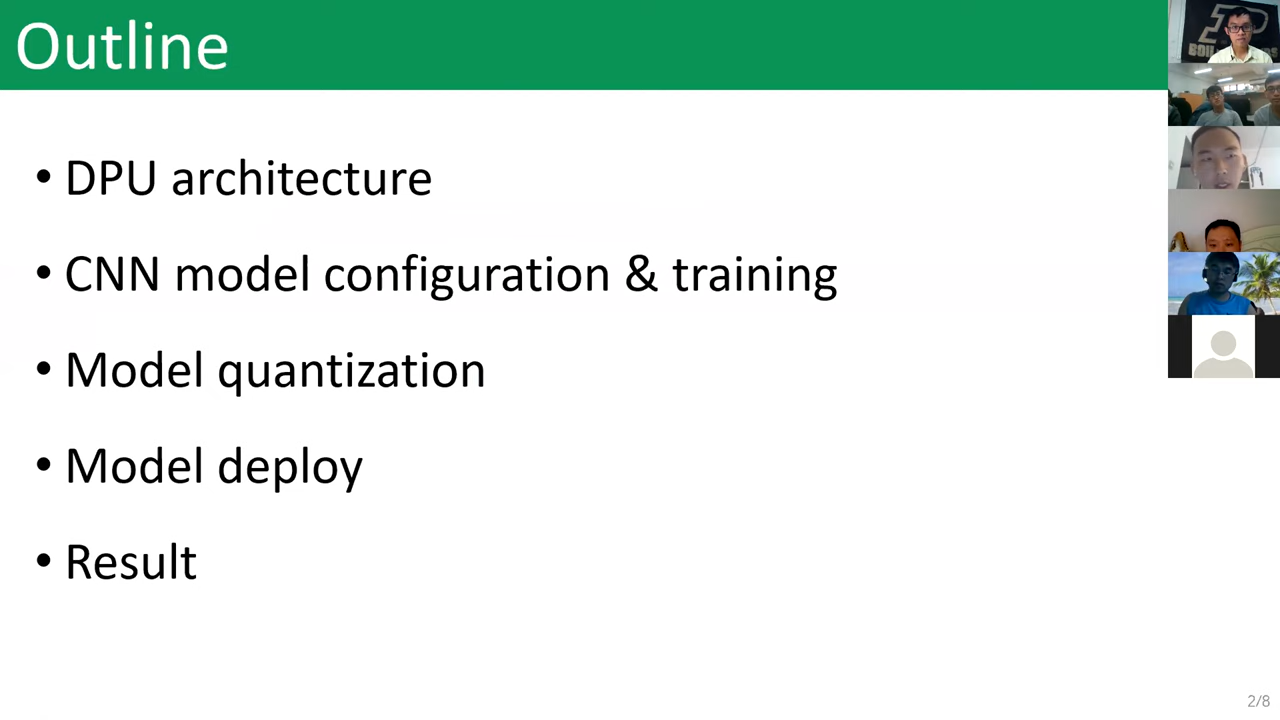 Outline
• DPU architecture
• CNN model configuration & training
• Model quantization
• Model deploy
• Result
2/8